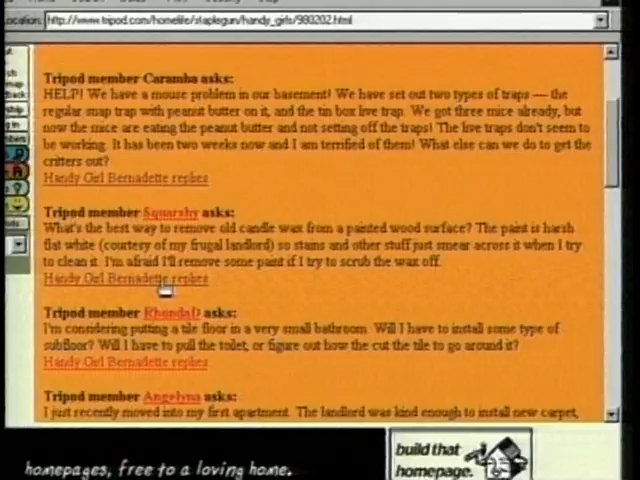 Location: http://www.tripod.com/homelife/staplegun/handy_girls/980202.html
Tripod member Caramba asks:
HELP! We have a mouse problem in our basement! We have set out two types of traps --- the
regular snap trap with peanut butter on it, and the tin box live trap. We got three mice already, but
now the mice are eating the peanut butter and not setting off the traps! The live traps don't seem to
be working. It has been two weeks now and I am terrified of them! What else can we do to get the
critters out?
Handy Girl Bernadette replies
Tripod member Squarshy asks:
What's the best way to remove old candle wax from a painted wood surface? The paint is harsh
flat white (courtesy of my frugal landlord) so stains and other stuff just smear across it when I try
to clean it. I'm afraid I'll remove some paint if I try to scrub the wax off.
Handy Girl Bernadette replies
Tripod member RhondaD asks:
I'm considering putting a tile floor in a very small bathroom. Will I have to install some type of
subfloor? Will I have to pull the toilet, or figure out how the cut the tile to go around it?
Handy Girl Bernadette replies
Tripod member Angelyna asks:
I just recently moved into my first apartment. The landlord was kind enough to install new carpet,
homepages, free to a loving home.
build that
homepage.